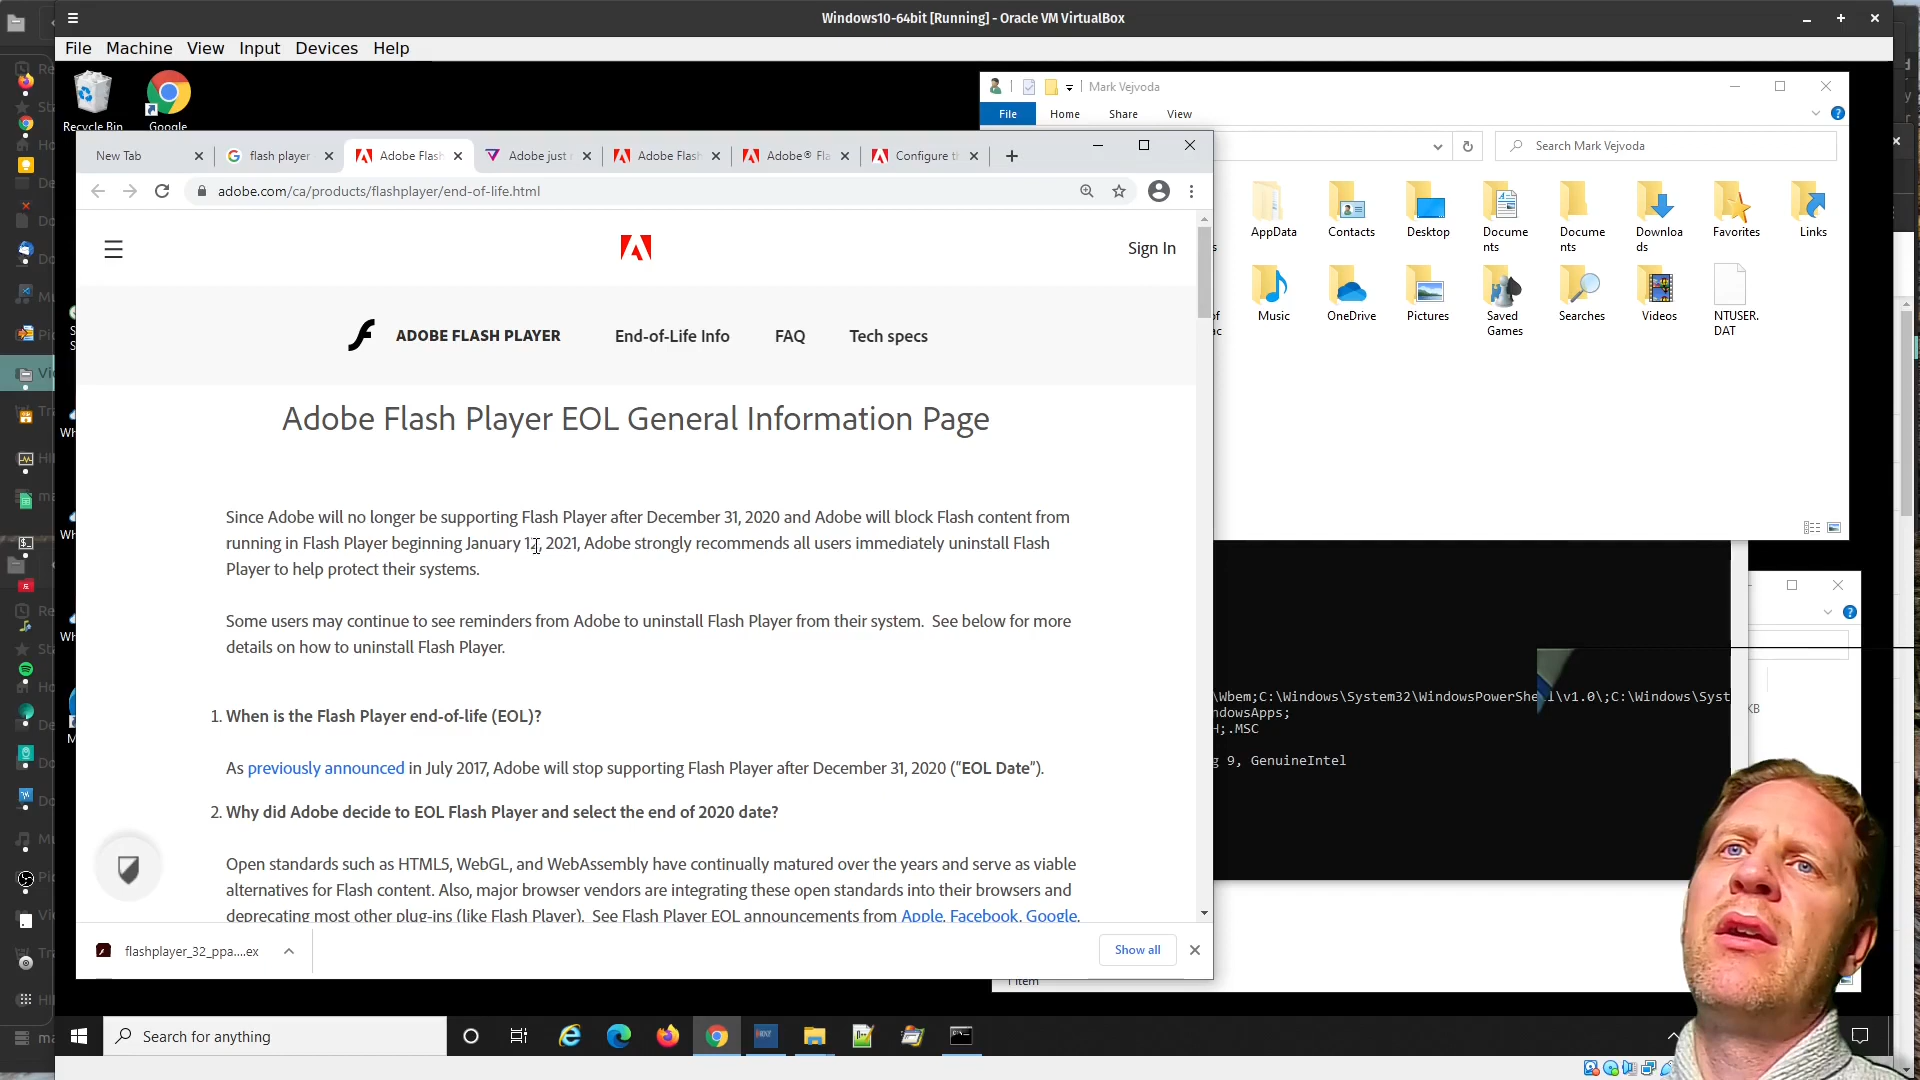 Windows10-64bit [Running] - Oracle VM VirtualBox
File Machine View Input Devices Help
Recycle Bin
Google
Mark Vejvoda
File Home Share View
Search Mark Vejvoda
AppData
Contacts
Desktop
Docume
nts
Docume
nts
Downloa
ds
Favorites
Links
Music
OneDrive
Pictures
Saved
Games
Searches
Videos
NTUSER.
DAT
New Tab
flash player
Adobe Flash
Adobe just
Adobe Flas
Adobe® Fla
Configure t
adobe.com/ca/products/flashplayer/end-of-life.html
Sign In
ADOBE FLASH PLAYER End-of-Life Info FAQ Tech specs
Adobe Flash Player EOL General Information Page
Since Adobe will no longer be supporting Flash Player after December 31, 2020 and Adobe will block Flash content from
running in Flash Player beginning January 12, 2021, Adobe strongly recommends all users immediately uninstall Flash
Player to help protect their systems.
Some users may continue to see reminders from Adobe to uninstall Flash Player from their system. See below for more
details on how to uninstall Flash Player.
1. When is the Flash Player end-of-life (EOL)?
As previously announced in July 2017, Adobe will stop supporting Flash Player after December 31, 2020 (“EOL Date”).
2. Why did Adobe decide to EOL Flash Player and select the end of 2020 date?
Open standards such as HTML5, WebGL, and WebAssembly have continually matured over the years and serve as viable
alternatives for Flash content. Also, major browser vendors are integrating these open standards into their browsers and
deprecating most other plug-ins (like Flash Player). See Flash Player EOL announcements from Apple, Facebook, Google,
flashplayer_32_ppa....ex
Show all
\Wbem;C:\Windows\System32\WindowsPowerShell\v1.0\;C:\Windows\Syst
ndowsApps;
H;.MSC
g 9, GenuineIntel
KB
1 item
Search for anything